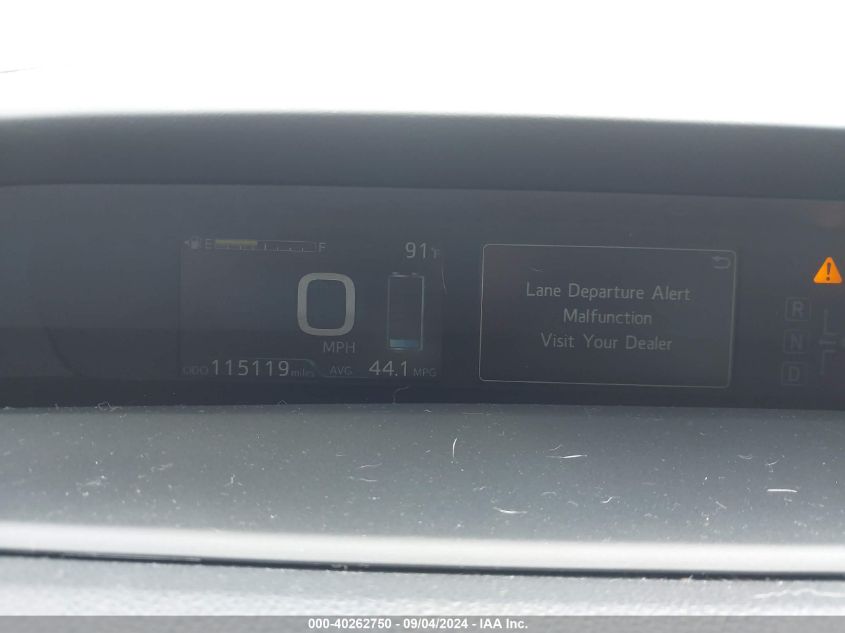 E F
91°F
0
MPH
ODO 115119 miles AVG. 44.1 MPG
Lane Departure Alert
Malfunction
Visit Your Dealer
R
N
D
000-40262750 - 09/04/2024 - IAA Inc.